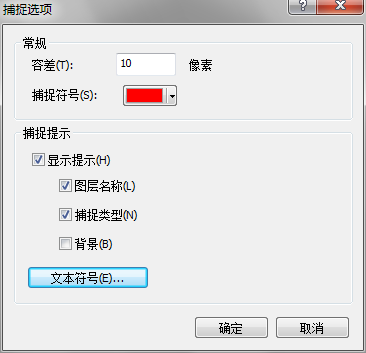 捕捉选项
常规
容差(T): 10 像素
捕捉符号(S):
捕捉提示
显示提示(H)
图层名称(L)
捕捉类型(N)
背景(B)
文本符号(E)...
确定 取消